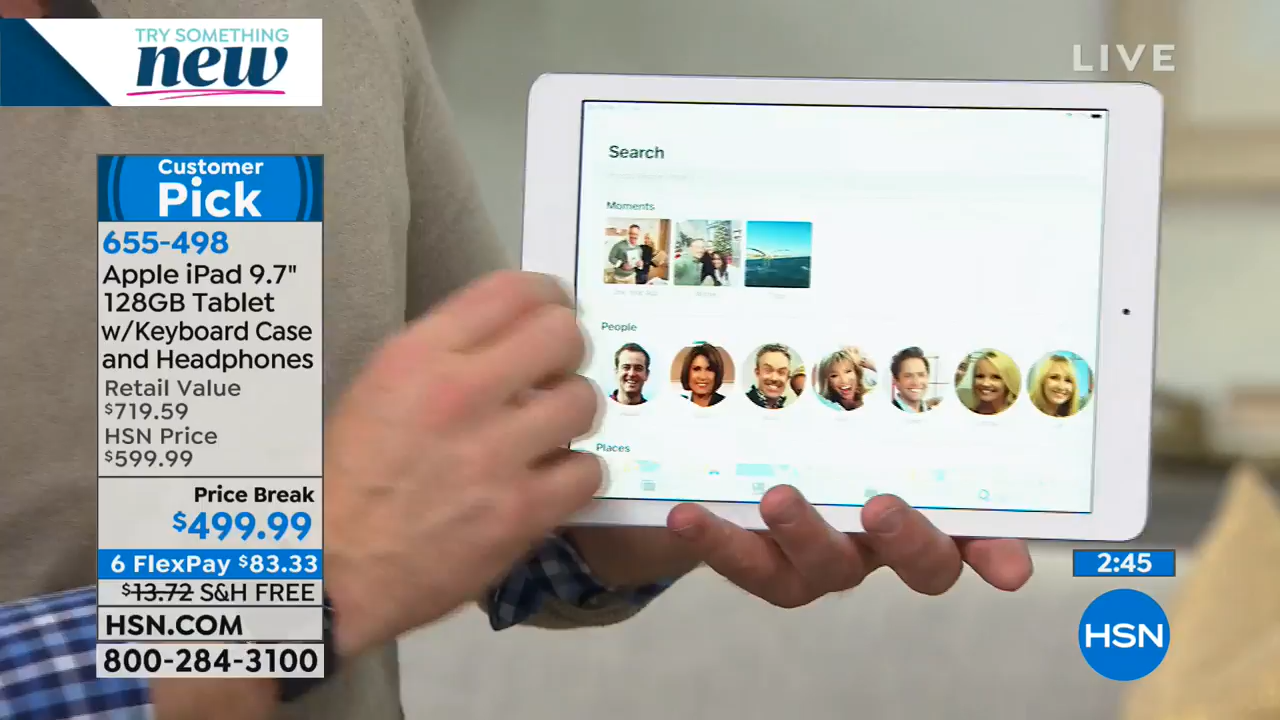 TRY SOMETHING
new
LIVE
Customer
Pick
655-498
Apple iPad 9.7"
128GB Tablet
w/Keyboard Case
and Headphones
Retail Value
$719.59
HSN Price
$599.99
Price Break
$499.99
6 FlexPay $83.33
$13.72 S&H FREE
HSN.COM
800-284-3100
Search
Moments
People
Places
2:45
HSN